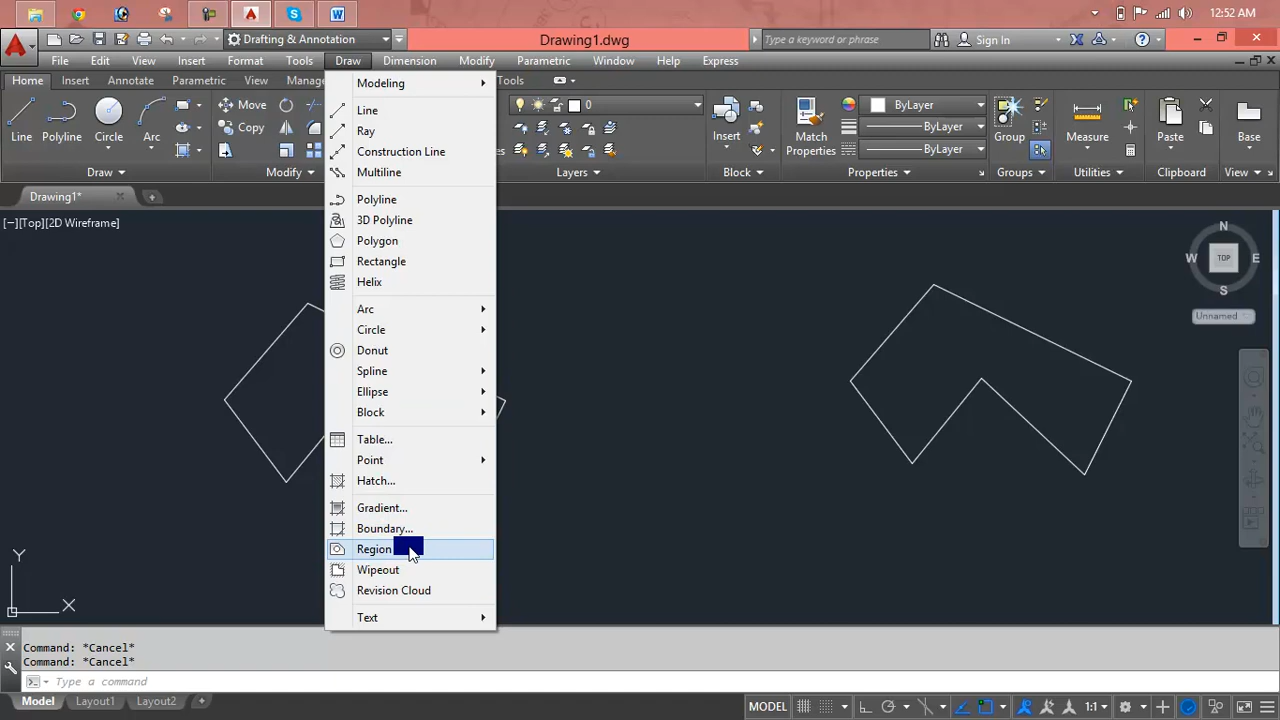 12:52 AM
Drafting & Annotation
Drawing1.dwg
Type a keyword or phrase
Sign In
File Edit View Insert Format Tools Draw Dimension Modify Parametric Window Help Express
Home Insert Annotation Parametric View Manage Tools
Line
Polyline
Circle
Arc
Move
Copy
0
Insert
Match
Properties
ByLayer
ByLayer
ByLayer
Group
Measure
Paste
Base
Draw
Modify
Layers
Block
Properties
Groups
Utilities
Clipboard
View
Drawing1*
[−][Top][2D Wireframe]
Modeling
Line
Ray
Construction Line
Multiline
Polyline
3D Polyline
Polygon
Rectangle
Helix
Arc
Circle
Donut
Spline
Ellipse
Block
Table...
Point
Hatch...
Gradient...
Boundary...
Region
Wipeout
Revision Cloud
Text
N
W TOP E
S
Unnamed
Y
X
Command: *Cancel*
Command: *Cancel*
Type a command
Model Layout1 Layout2
MODEL
1:1